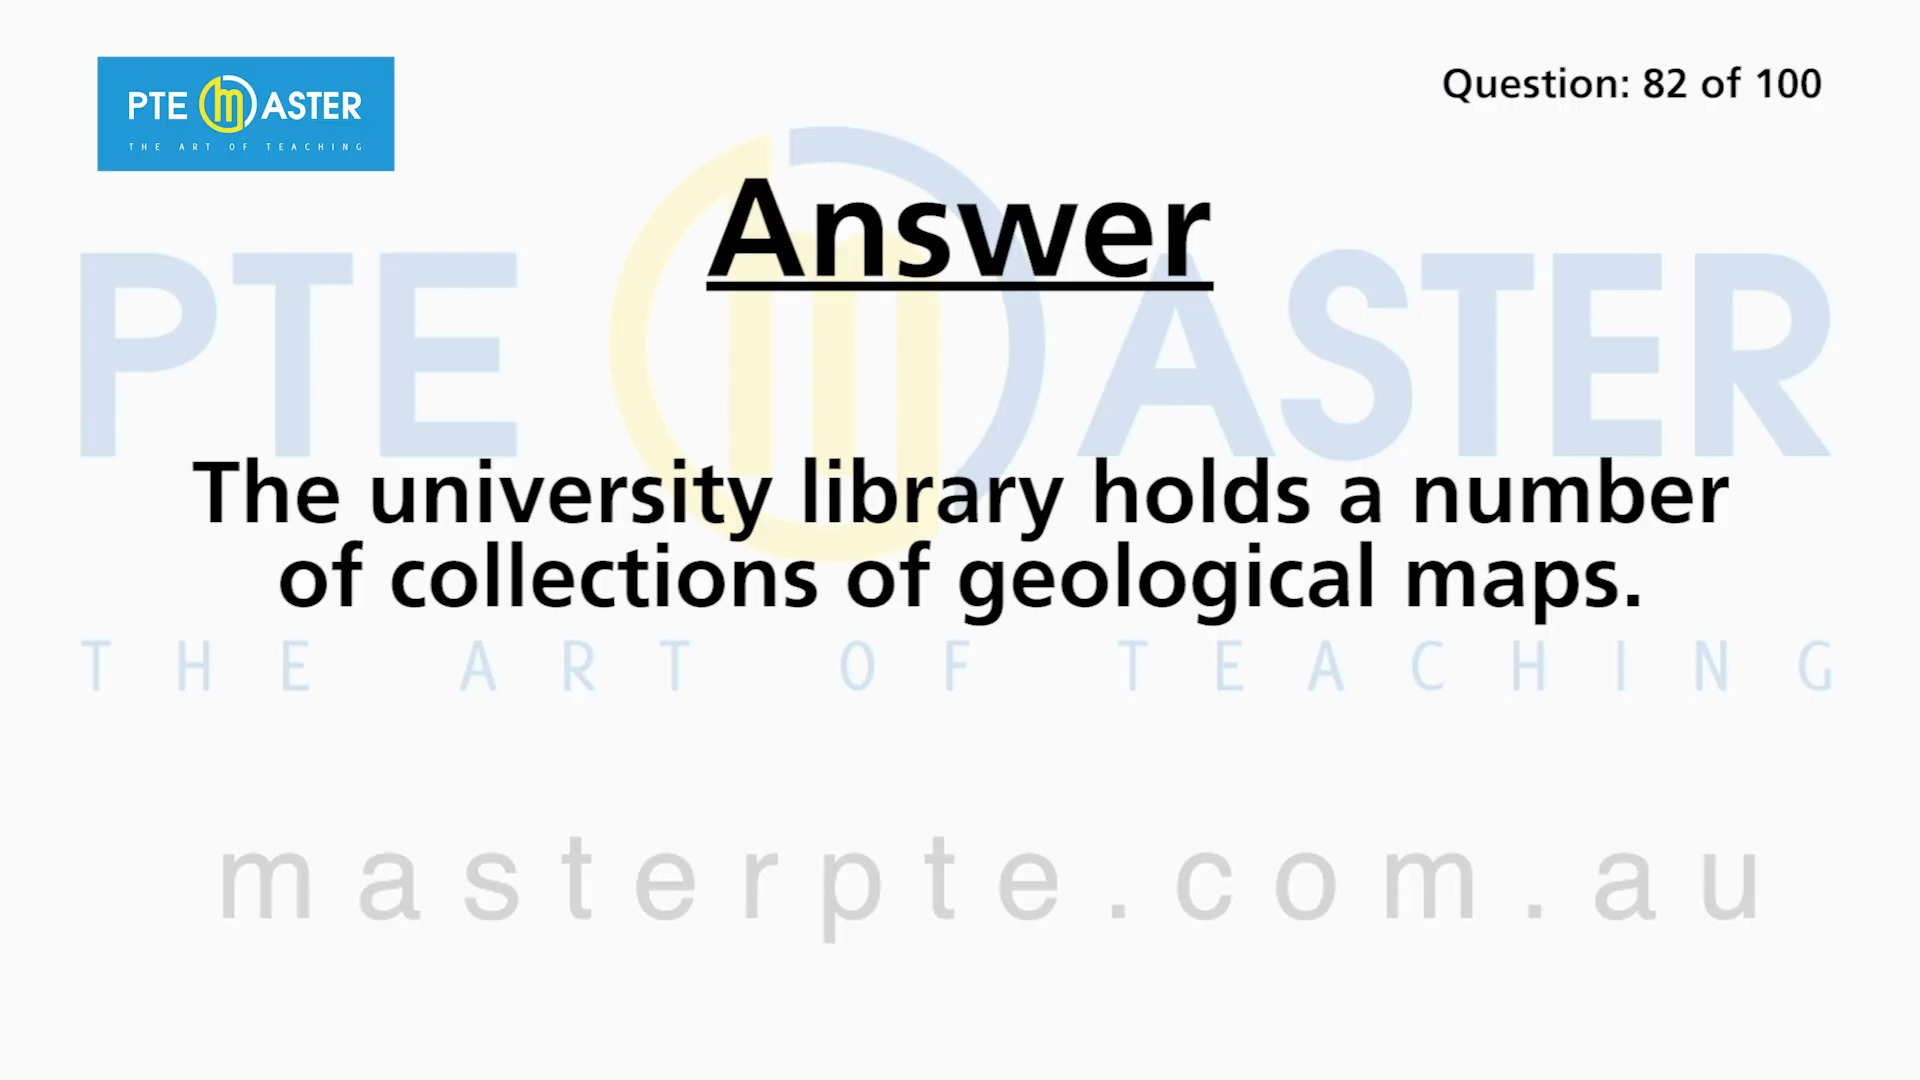 PTE MASTER
THE ART OF TEACHING
Question: 82 of 100
Answer
PTE MASTER
The university library holds a number
of collections of geological maps.
THE ART OF TEACHING
masterpte.com.au